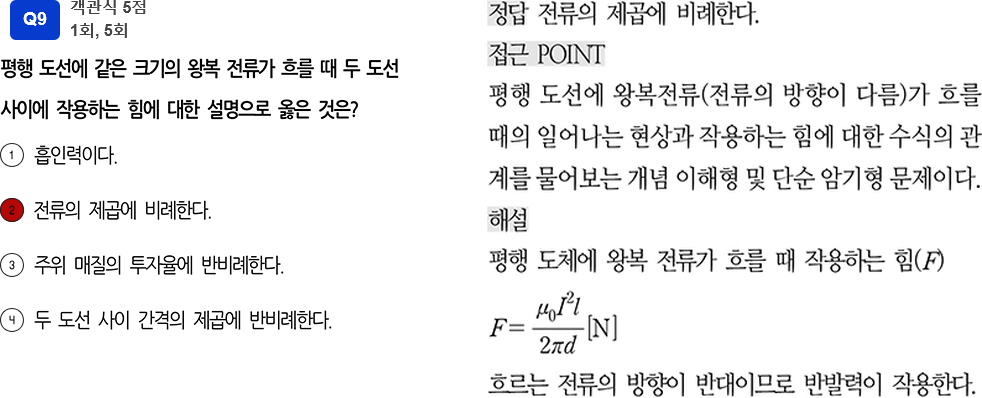 Q9
객관식 5점
1회, 5회
평행 도선에 같은 크기의 왕복 전류가 흐를 때 두 도선
사이에 작용하는 힘에 대한 설명으로 옳은 것은?
1 흡인력이다.
2 전류의 제곱에 비례한다.
3 주위 매질의 투자율에 반비례한다.
4 두 도선 사이 간격의 제곱에 반비례한다.
정답 전류의 제곱에 비례한다.
접근 POINT
평행 도선에 왕복전류(전류의 방향이 다름)가 흐를
때의 일어나는 현상과 작용하는 힘에 대한 수식의 관
계를 물어보는 개념 이해형 및 단순 암기형 문제이다.
해설
평행 도체에 왕복 전류가 흐를 때 작용하는 힘(F)
F = μ₀I²l / 2πd [N]
흐르는 전류의 방향이 반대이므로 반발력이 작용한다.